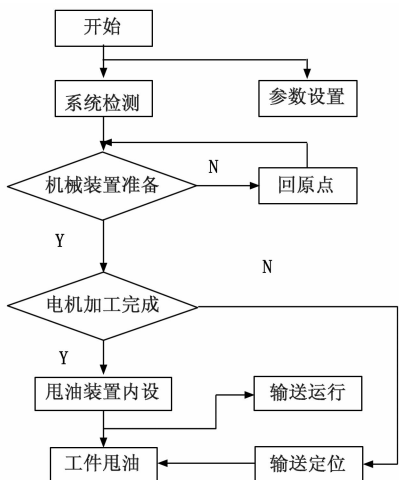 开始
系统检测
参数设置
机械装置准备
N
回原点
Y
N
电机加工完成
Y
甩油装置内设
输送运行
工件甩油
输送定位